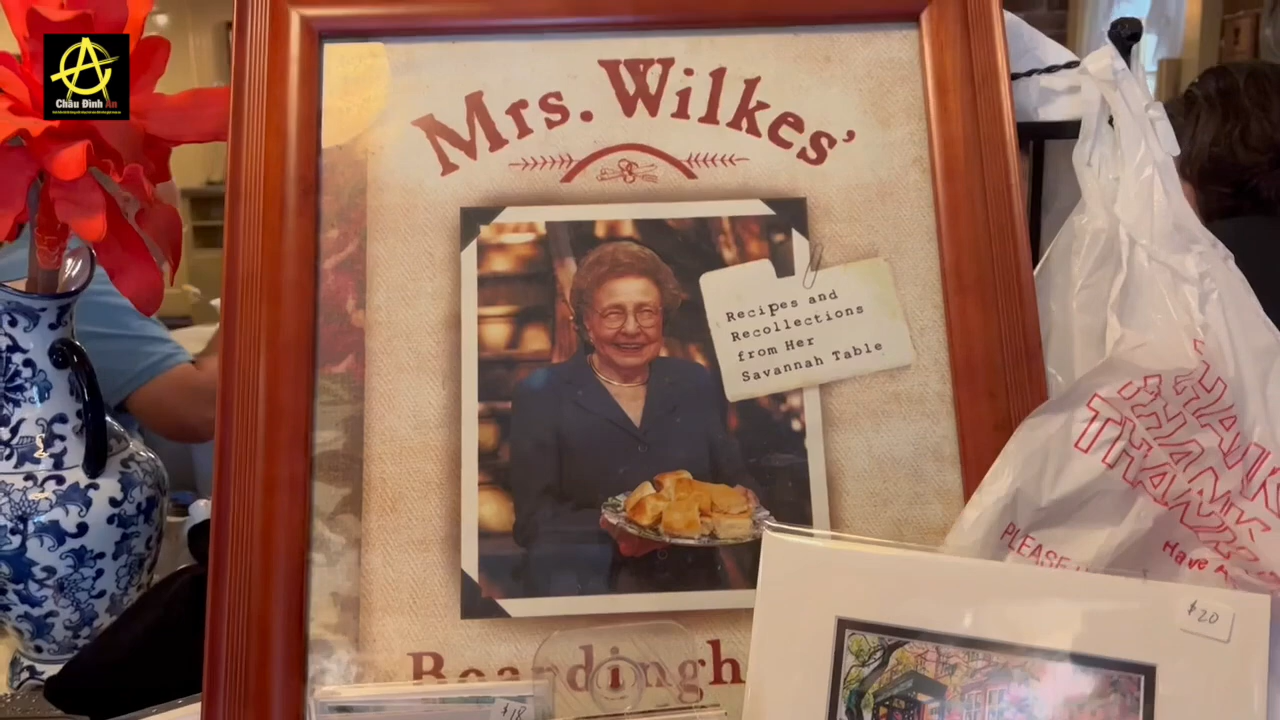 Châu Đình An
Mrs. Wilkes'
Recipes and
Recollections
from Her
Savannah Table
Boardingh
THANK
THANK
THANK
PLEASE
Have A
$20
$18